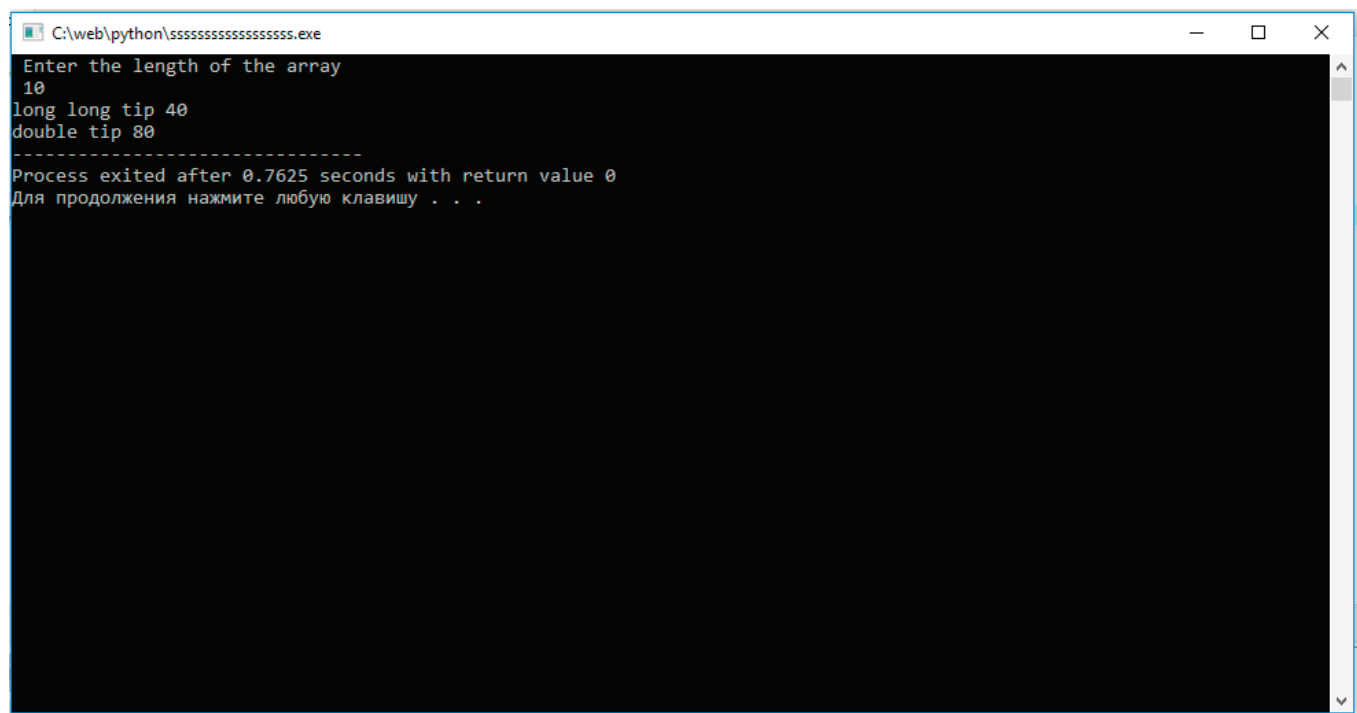 C:\web\python\ssssssssssssssssss.exe
Enter the length of the array
10
long long tip 40
double tip 80
--------------------------------
Process exited after 0.7625 seconds with return value 0
Для продолжения нажмите любую клавишу . . .